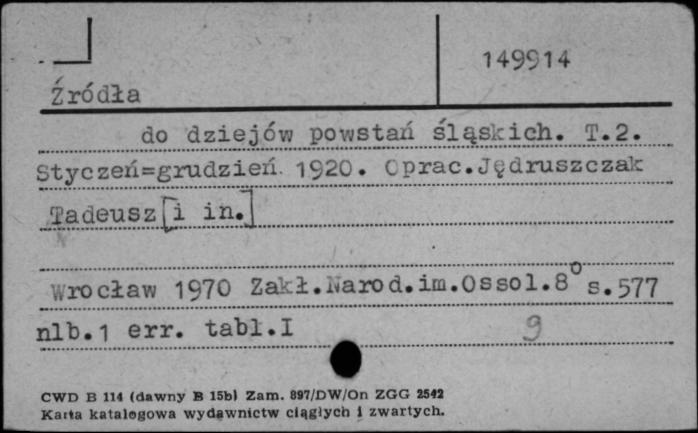 149914
Źródła
do dziejów powstań śląskich. T.2.
Styczeń=grudzień 1920. Oprac.Jędruszczak
Tadeusz[i in.]
Wrocław 1970 Zakł.Narod.im.Ossol.8° s.577
nlb.1 err. tabl.I
9
CWD B 114 (dawny B 15b) Zam. 897/DW/On ZGG 2542
Karta katalogowa wydawnictw ciągłych i zwartych.